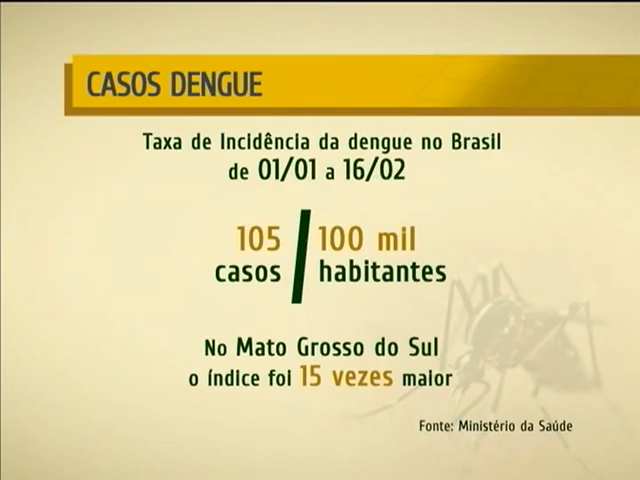 CASOS DENGUE
Taxa de Incidência da dengue no Brasil
de 01/01 a 16/02
105 / 100 mil
casos habitantes
No Mato Grosso do Sul
o índice foi 15 vezes maior
Fonte: Ministério da Saúde